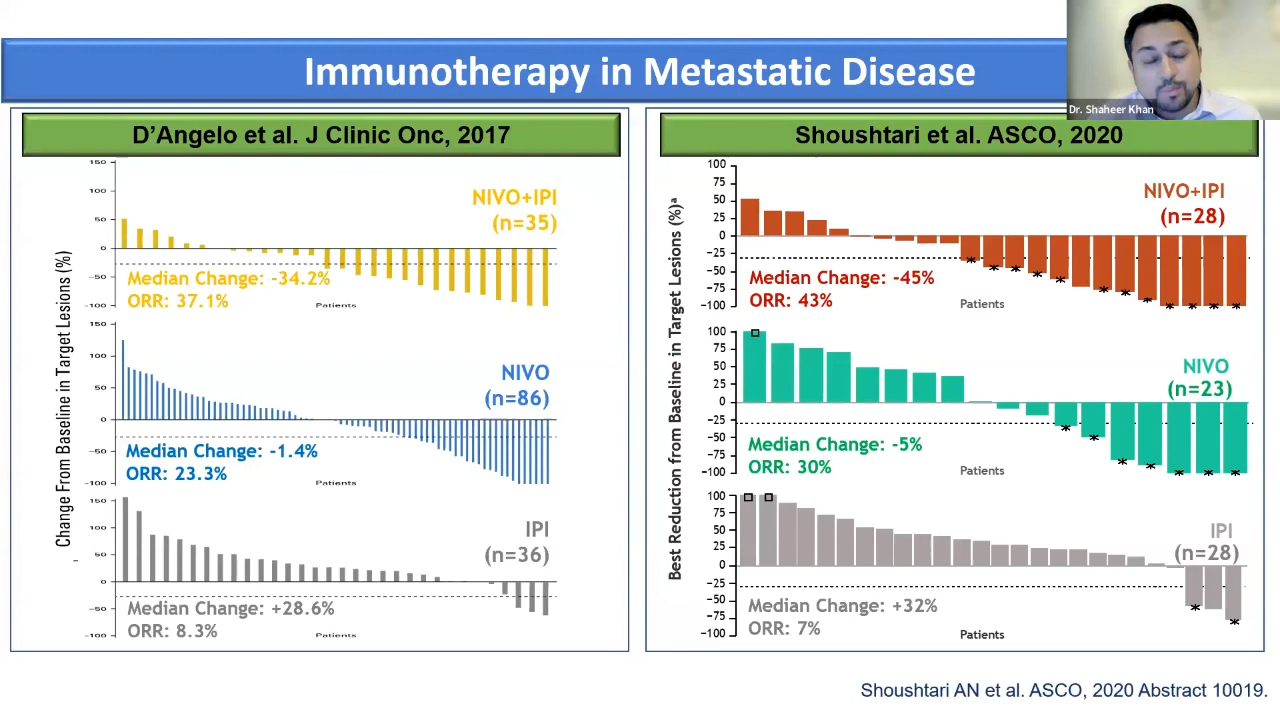 Immunotherapy in Metastatic Disease
Dr. Shaheer Khan
D'Angelo et al. J Clinic Onc, 2017
Change From Baseline in Target Lesions (%)
150
100
50
0
-50
-100
NIVO+IPI
(n=35)
Median Change: -34.2%
ORR: 37.1%
Patients
150
100
50
0
-50
-100
NIVO
(n=86)
Median Change: -1.4%
ORR: 23.3%
Patients
150
100
50
0
-50
-100
IPI
(n=36)
Median Change: +28.6%
ORR: 8.3%
Patients
Shoushtari et al. ASCO, 2020
Best Reduction from Baseline in Target Lesions (%)ᵃ
100
75
50
25
0
-25
-50
-75
-100
NIVO+IPI
(n=28)
Median Change: -45%
ORR: 43%
Patients
100
75
50
25
0
-25
-50
-75
-100
NIVO
(n=23)
Median Change: -5%
ORR: 30%
Patients
100
75
50
25
0
-25
-50
-75
-100
IPI
(n=28)
Median Change: +32%
ORR: 7%
Patients
Shoushtari AN et al. ASCO, 2020 Abstract 10019.